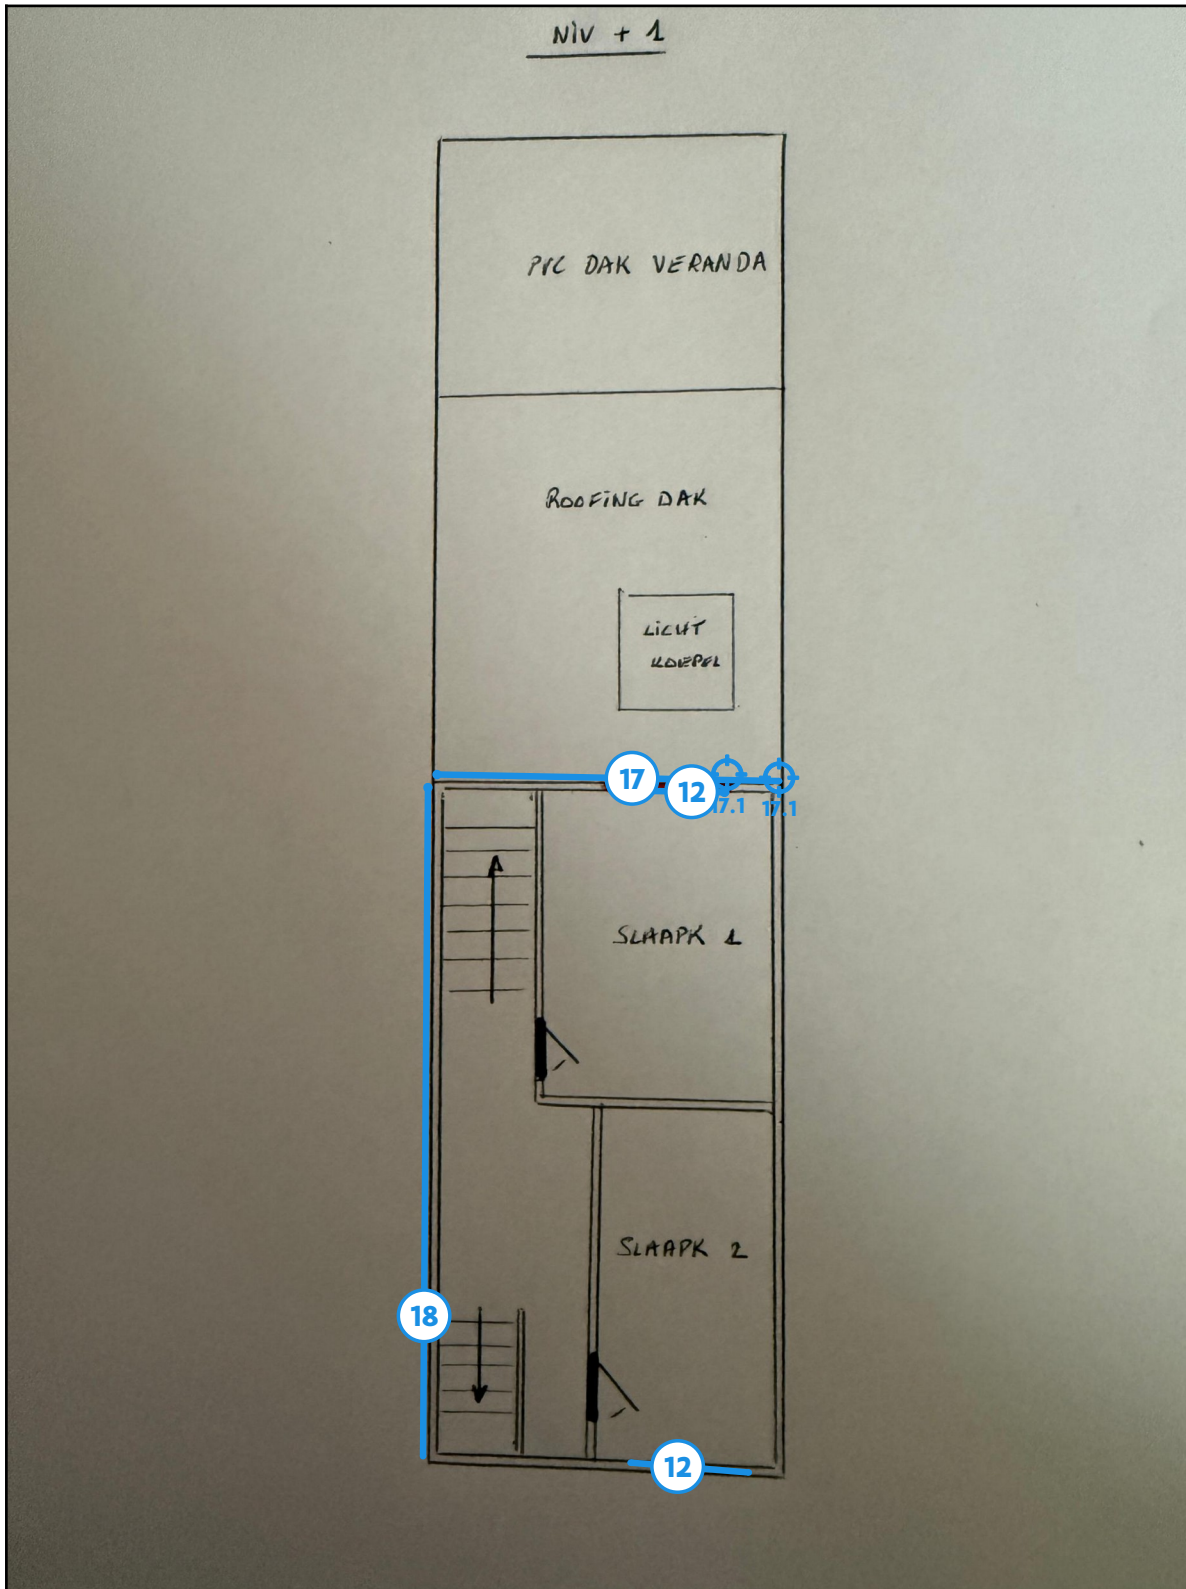 NIV + 1
PVC DAK VERANDA
ROOFING DAK
LICHT
KOEPEL
17
12
17.1
17.1
SLAAPK 1
SLAAPK 2
18
12